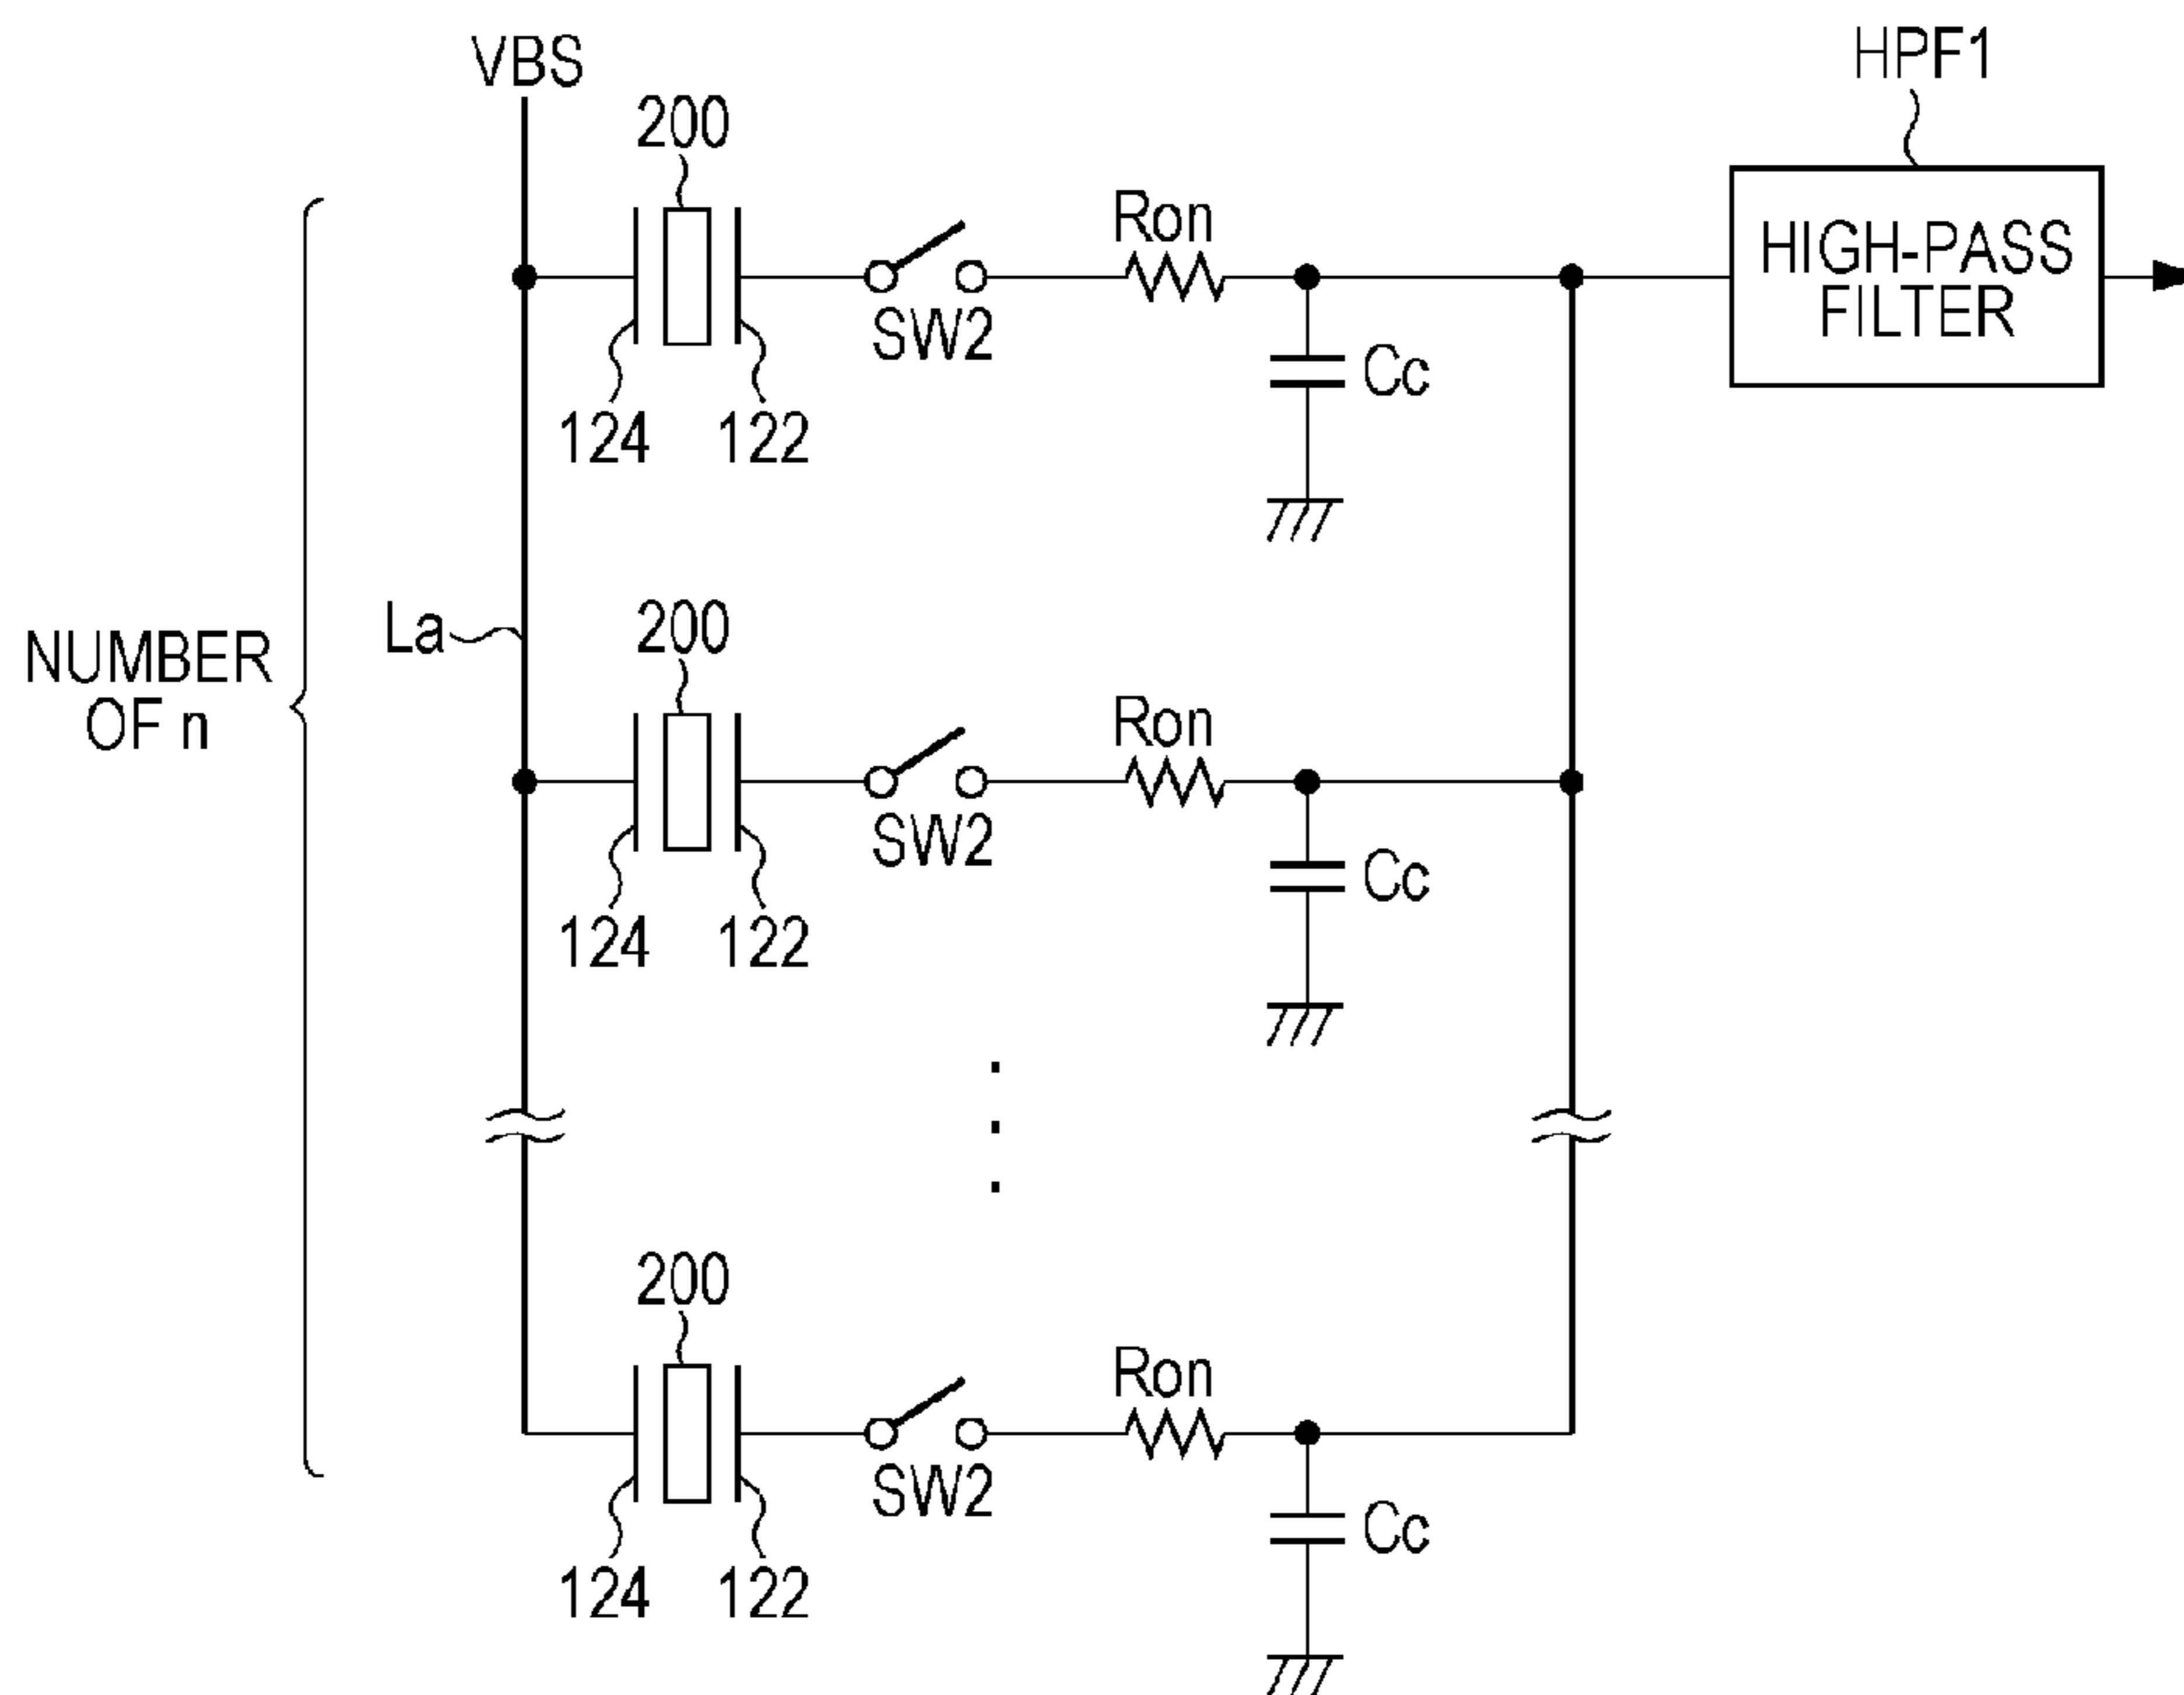 VBS
HPF1
200
Ron
HIGH-PASS
FILTER
SW2
Cc
124
122
La
200
NUMBER
OF n
Ron
SW2
Cc
124
122
200
Ron
SW2
Cc
124
122